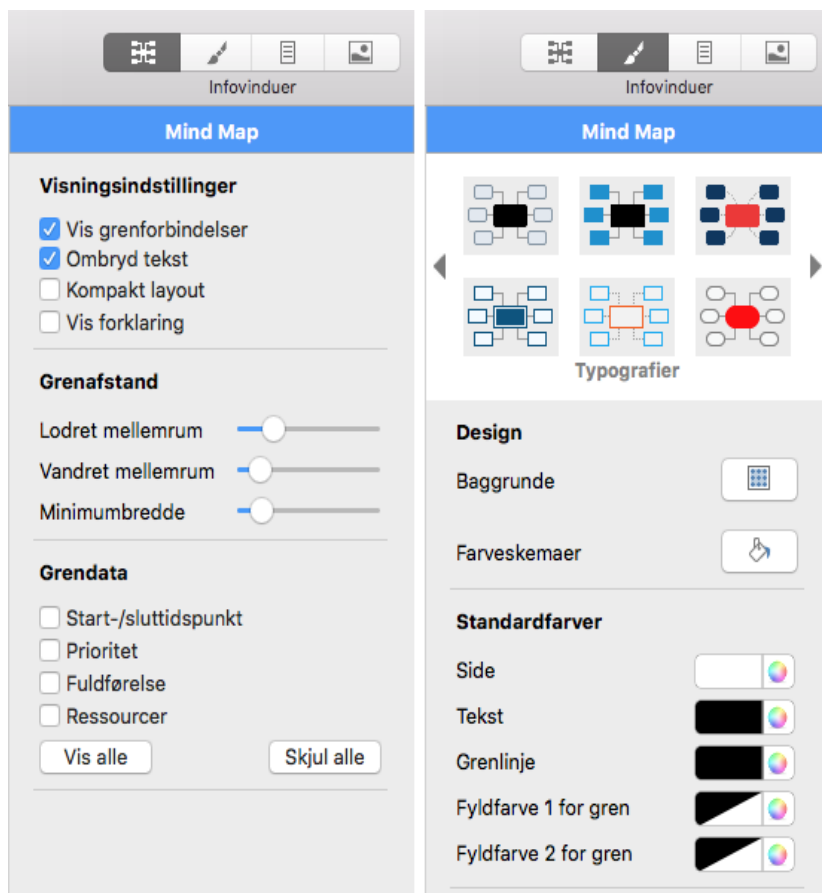 Infovinduer
Mind Map
Visningsindstillinger
Vis grenforbindelser
Ombryd tekst
Kompakt layout
Vis forklaring
Grenafstand
Lodret mellemrum
Vandret mellemrum
Minimumbredde
Grendata
Start-/sluttidspunkt
Prioritet
Fuldførelse
Ressourcer
Vis alle Skjul alle
Infovinduer
Mind Map
Typografier
Design
Baggrunde
Farveskemaer
Standardfarver
Side
Tekst
Grenlinje
Fyldfarve 1 for gren
Fyldfarve 2 for gren